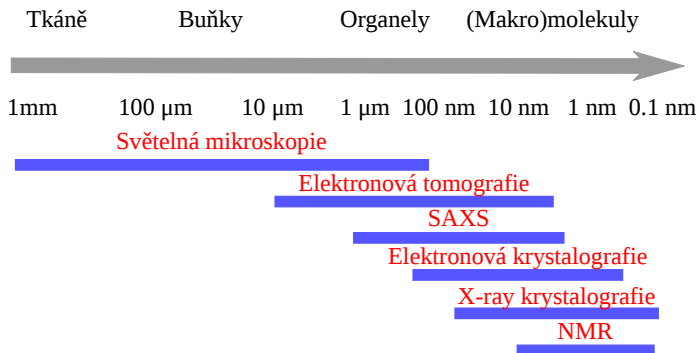 Tkáně Buňky Organely (Makro)molekuly
1mm 100 μm 10 μm 1 μm 100 nm 10 nm 1 nm 0.1 nm
Světelná mikroskopie
Elektronová tomografie
SAXS
Elektronová krystalografie
X-ray krystalografie
NMR